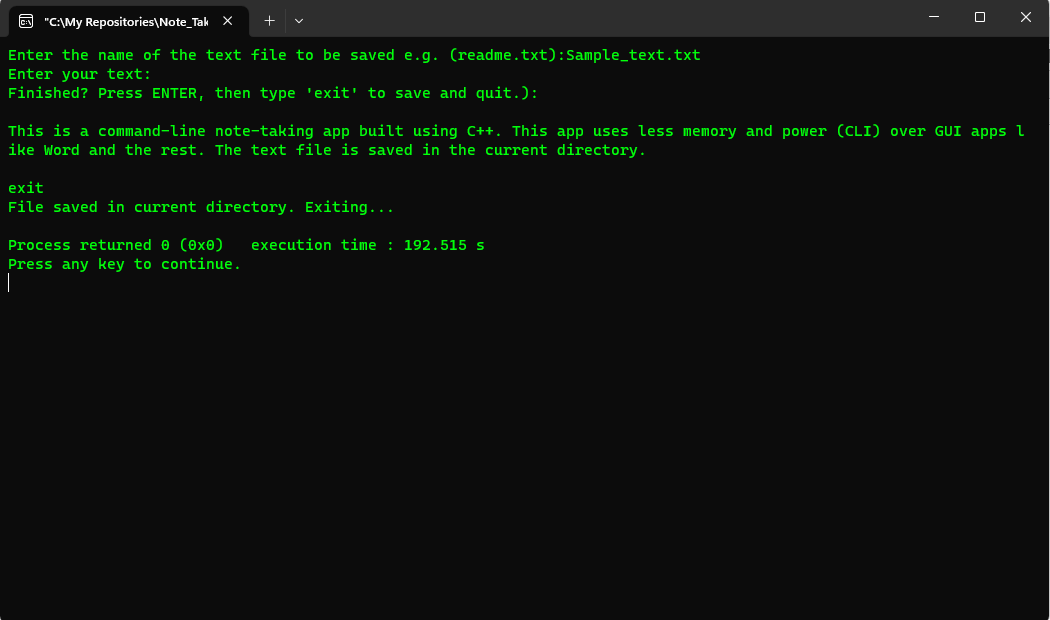 "C:\My Repositories\Note_Tak
Enter the name of the text file to be saved e.g. (readme.txt):Sample_text.txt
Enter your text:
Finished? Press ENTER, then type 'exit' to save and quit.):
This is a command-line note-taking app built using C++. This app uses less memory and power (CLI) over GUI apps l
ike Word and the rest. The text file is saved in the current directory.
exit
File saved in current directory. Exiting...
Process returned 0 (0x0)   execution time : 192.515 s
Press any key to continue.